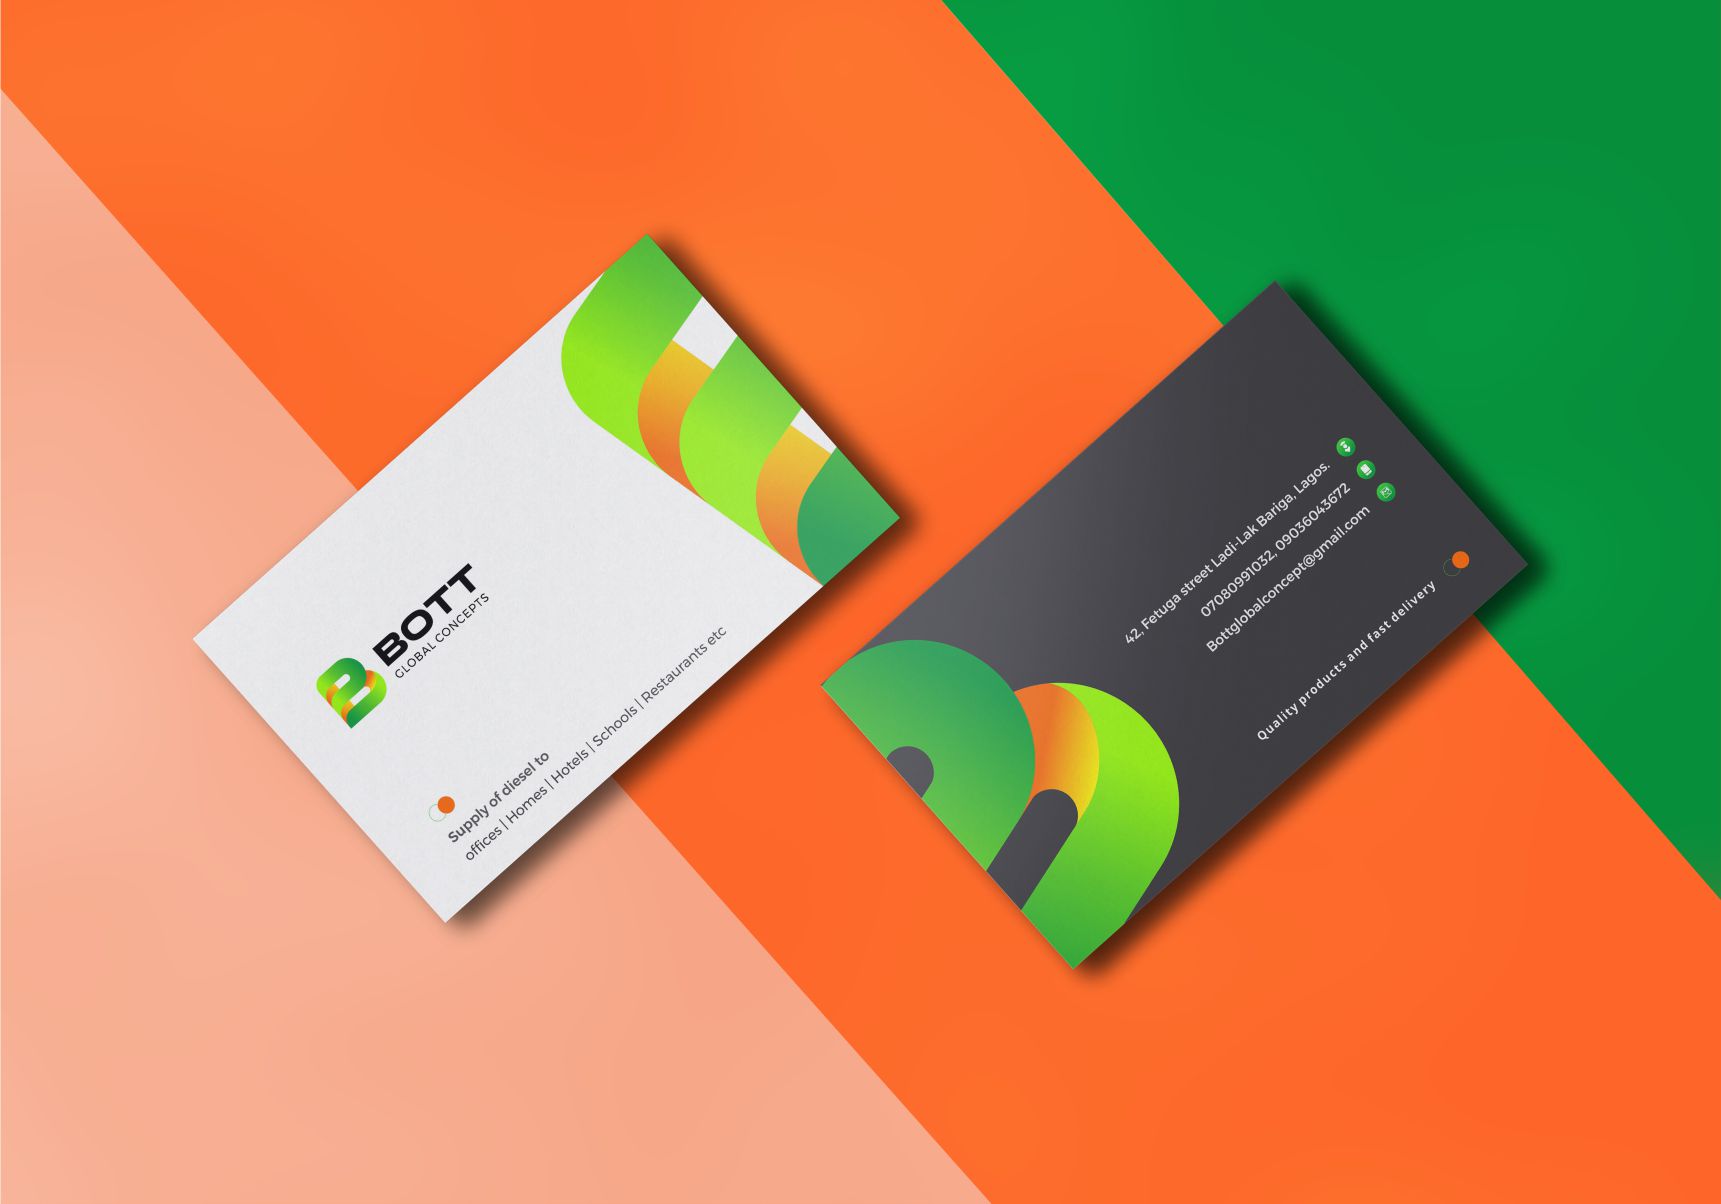 BOTT
GLOBAL CONCEPTS
Supply of diesel to
offices | Homes | Hotels | Schools | Restaurants etc
42, Fetuga street Ladi-Lak Bariga, Lagos.
07080991032, 09036043672
Bottglobalconcept@gmail.com
Quality products and fast delivery